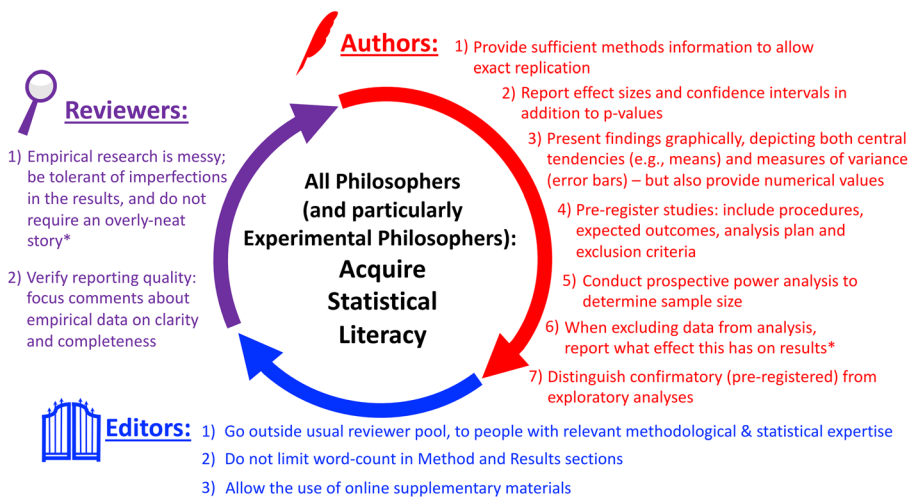 Authors:
1) Provide sufficient methods information to allow
exact replication
2) Report effect sizes and confidence intervals in
addition to p-values
3) Present findings graphically, depicting both central
tendencies (e.g., means) and measures of variance
(error bars) – but also provide numerical values
4) Pre-register studies: include procedures,
expected outcomes, analysis plan and
exclusion criteria
5) Conduct prospective power analysis to
determine sample size
6) When excluding data from analysis,
report what effect this has on results*
7) Distinguish confirmatory (pre-registered) from
exploratory analyses
Reviewers:
1) Empirical research is messy;
be tolerant of imperfections
in the results, and do not
require an overly-neat
story*
2) Verify reporting quality:
focus comments about
empirical data on clarity
and completeness
All Philosophers
(and particularly
Experimental Philosophers):
Acquire
Statistical
Literacy
Editors:
1) Go outside usual reviewer pool, to people with relevant methodological & statistical expertise
2) Do not limit word-count in Method and Results sections
3) Allow the use of online supplementary materials